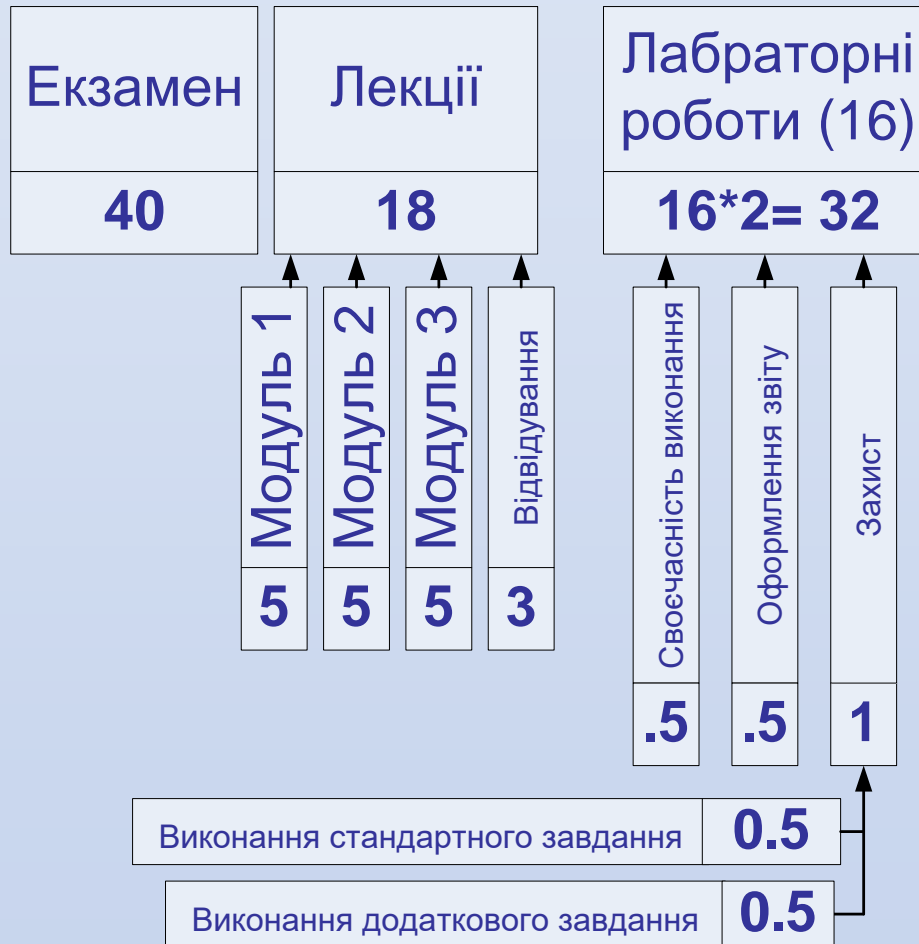 Екзамен
40
Лекції
18
Лабраторні
роботи (16)
16*2= 32
Модуль 1
5
Модуль 2
5
Модуль 3
5
Відвідування
3
Своєчасність виконання
.5
Оформлення звіту
.5
Захист
1
Виконання стандартного завдання
0.5
Виконання додаткового завдання
0.5